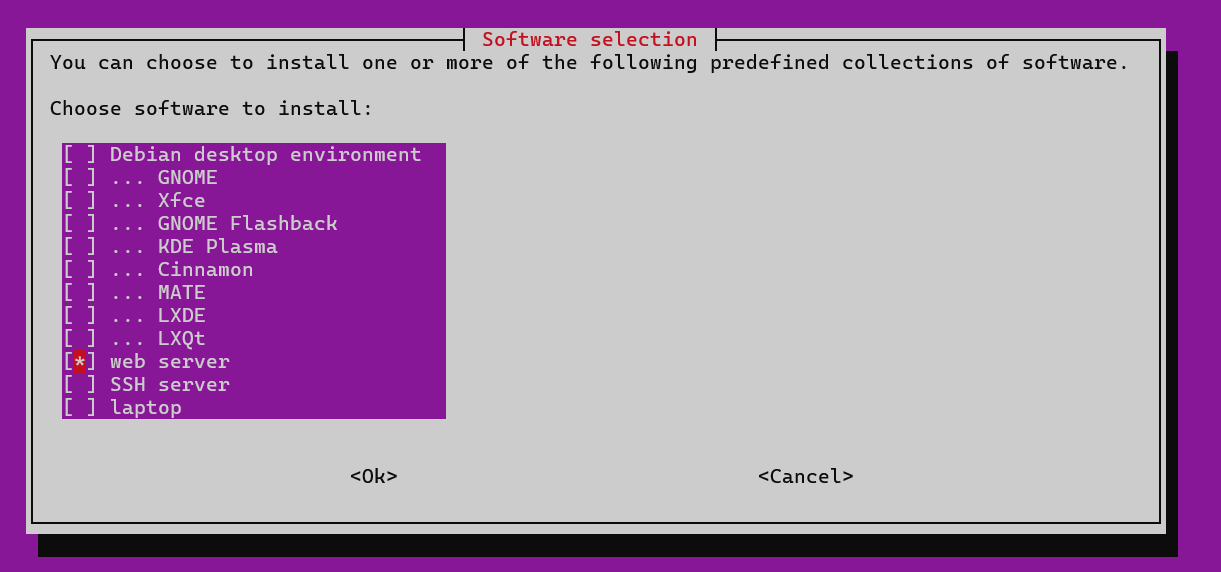 Software selection
You can choose to install one or more of the following predefined collections of software.
Choose software to install:
[ ] Debian desktop environment
[ ] ... GNOME
[ ] ... Xfce
[ ] ... GNOME Flashback
[ ] ... KDE Plasma
[ ] ... Cinnamon
[ ] ... MATE
[ ] ... LXDE
[ ] ... LXQt
[*] web server
[ ] SSH server
[ ] laptop
<Ok> <Cancel>